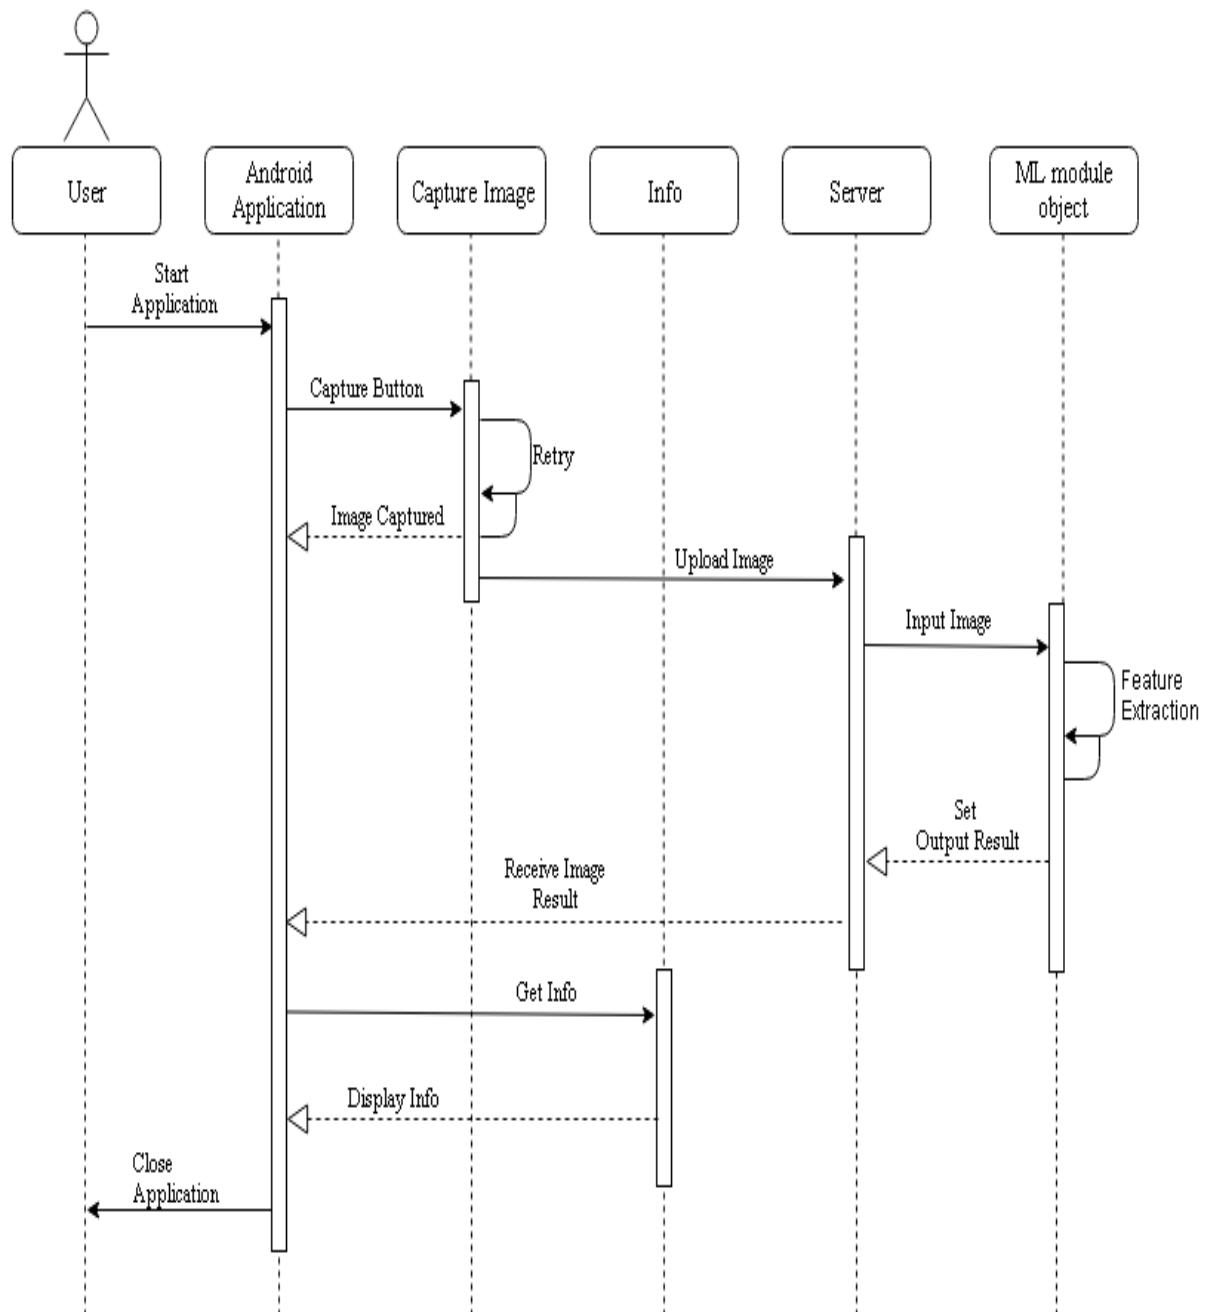 User
Android
Application
Capture Image
Info
Server
ML module
object
Start
Application
Capture Button
Retry
Image Captured
Upload Image
Input Image
Feature
Extraction
Set
Output Result
Receive Image
Result
Get Info
Display Info
Close
Application